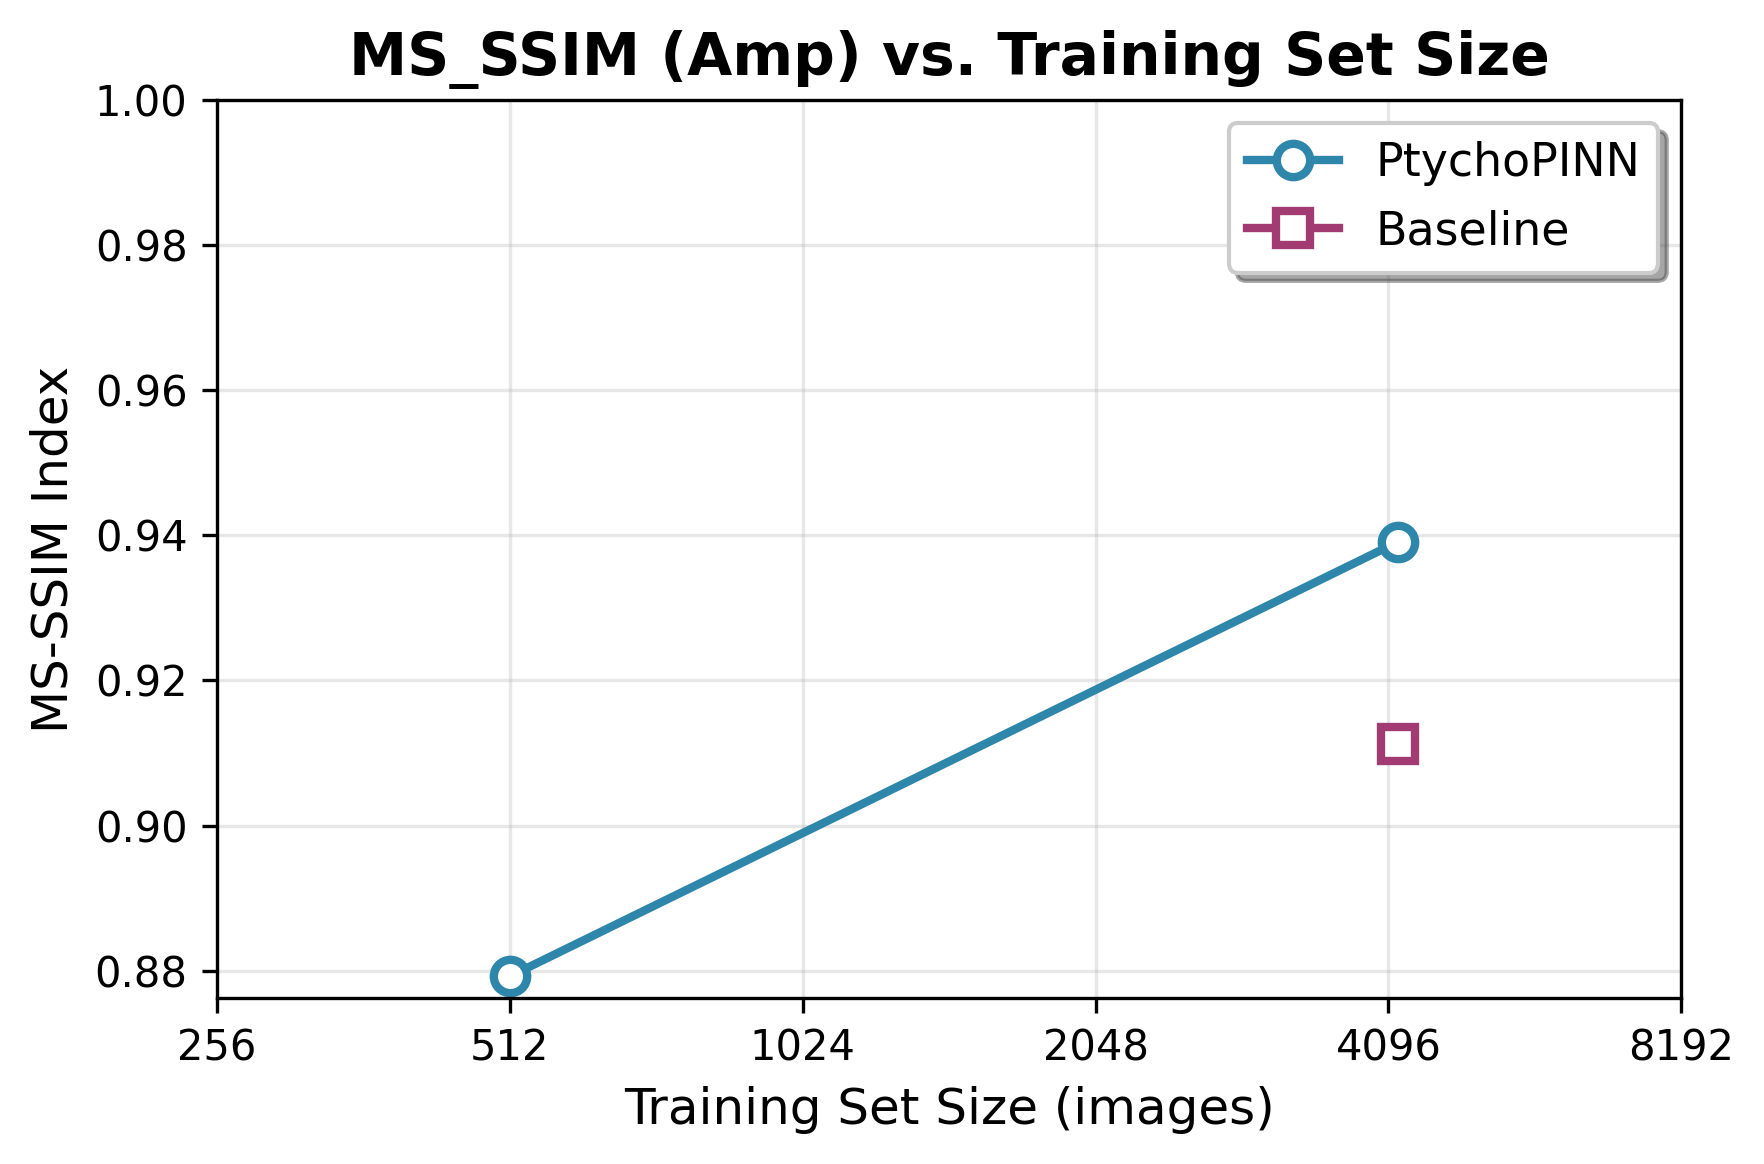 MS_SSIM (Amp) vs. Training Set Size
1.00
0.98
0.96
0.94
0.92
0.90
0.88
MS-SSIM Index
PtychoPINN
Baseline
256 512 1024 2048 4096 8192
Training Set Size (images)